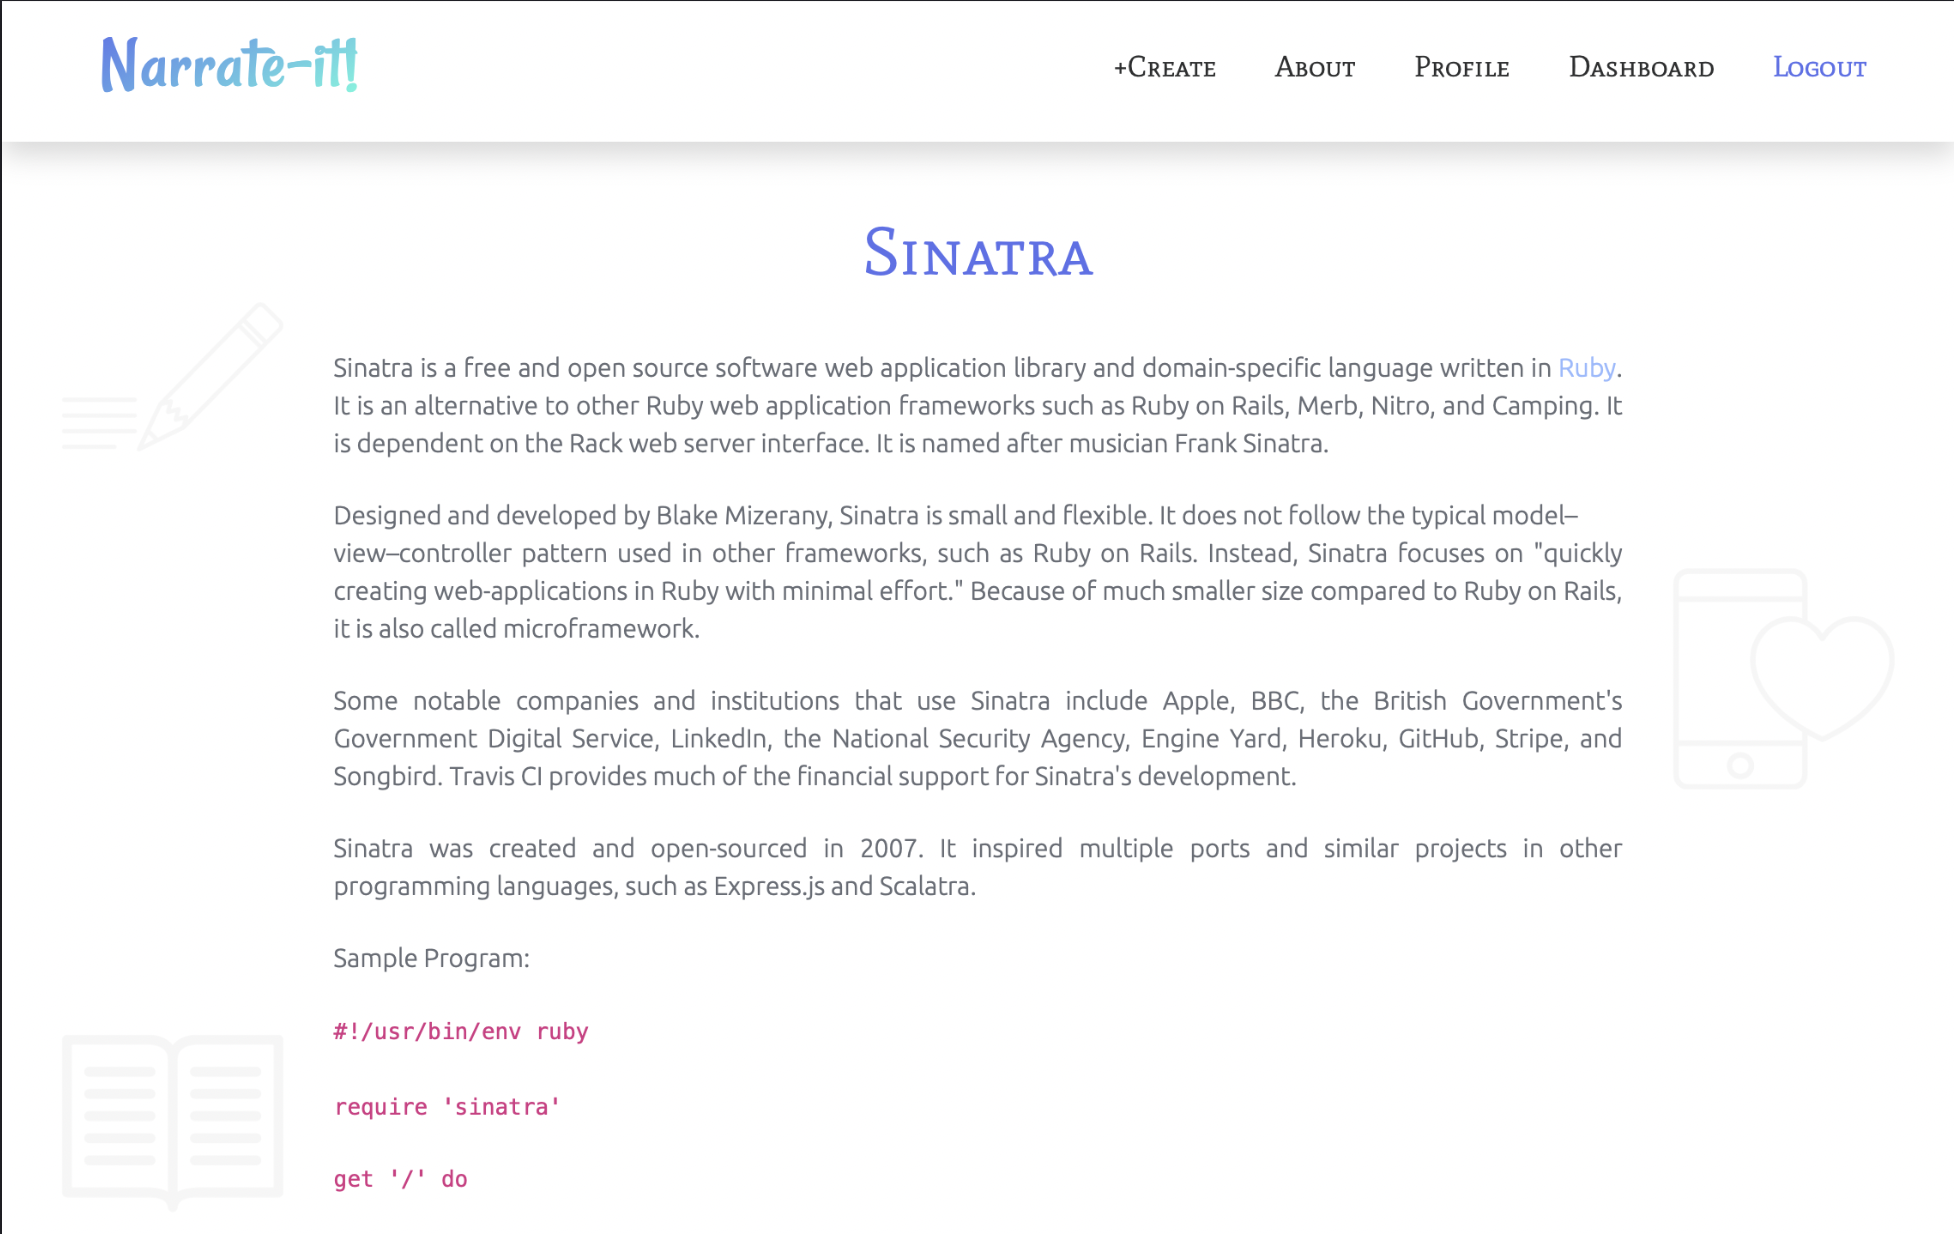 Narrate-it!
+Create About Profile Dashboard Logout
Sinatra
Sinatra is a free and open source software web application library and domain-specific language written in Ruby.
It is an alternative to other Ruby web application frameworks such as Ruby on Rails, Merb, Nitro, and Camping. It
is dependent on the Rack web server interface. It is named after musician Frank Sinatra.
Designed and developed by Blake Mizerany, Sinatra is small and flexible. It does not follow the typical model–
view–controller pattern used in other frameworks, such as Ruby on Rails. Instead, Sinatra focuses on "quickly
creating web-applications in Ruby with minimal effort." Because of much smaller size compared to Ruby on Rails,
it is also called microframework.
Some notable companies and institutions that use Sinatra include Apple, BBC, the British Government's
Government Digital Service, LinkedIn, the National Security Agency, Engine Yard, Heroku, GitHub, Stripe, and
Songbird. Travis CI provides much of the financial support for Sinatra's development.
Sinatra was created and open-sourced in 2007. It inspired multiple ports and similar projects in other
programming languages, such as Express.js and Scalatra.
Sample Program:
#!/usr/bin/env ruby
require 'sinatra'
get '/' do